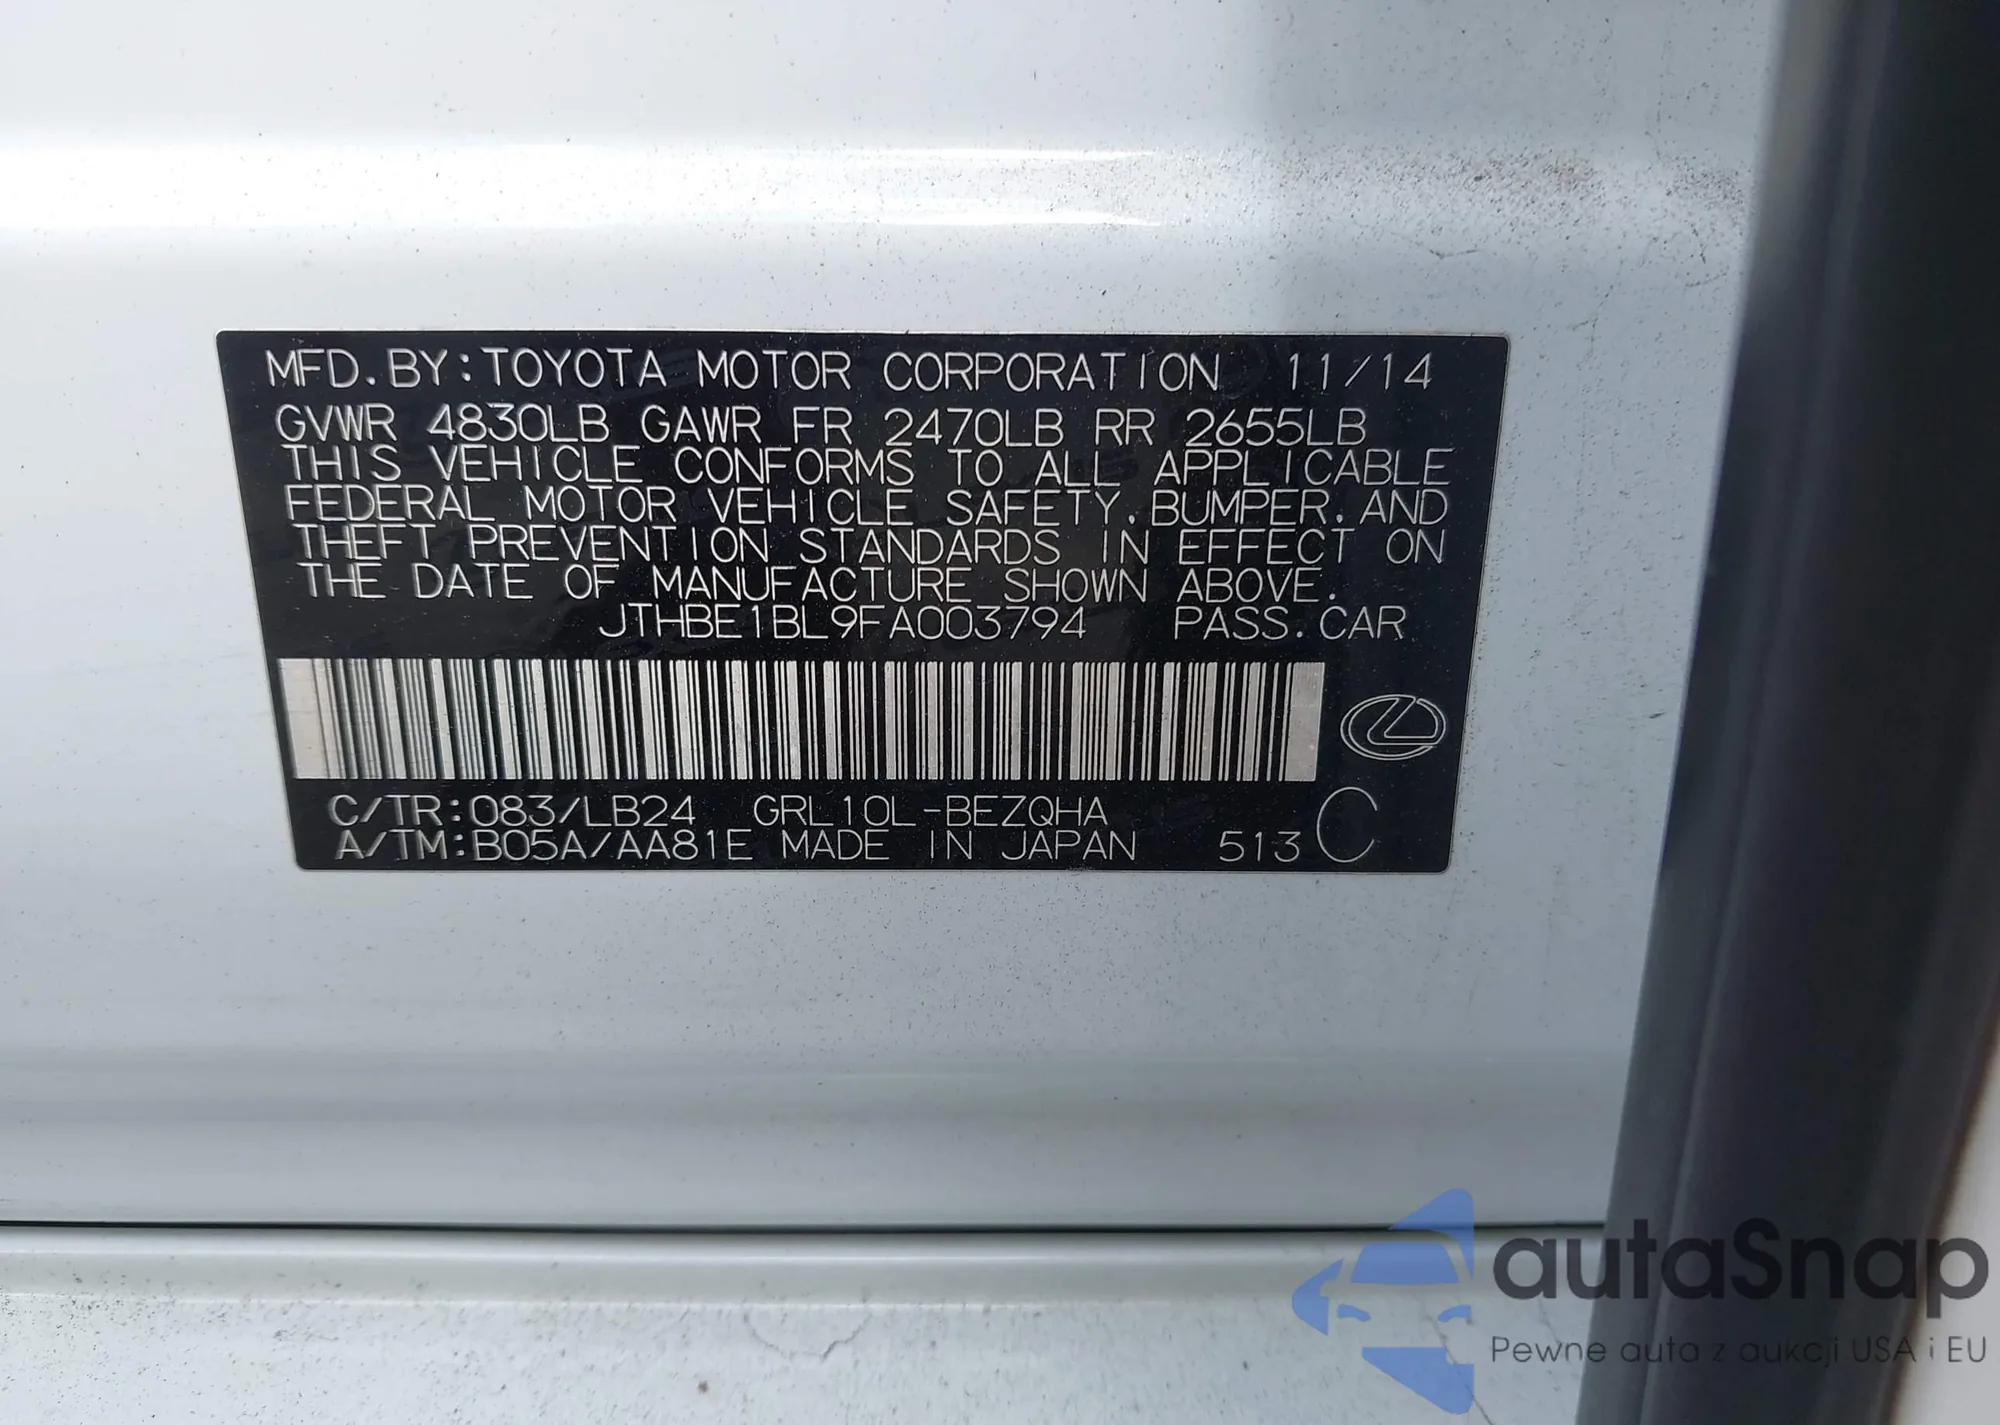 MFD.BY:TOYOTA MOTOR CORPORATION 11/14
GVWR 4830LB GAWR FR 2470LB RR 2655LB
THIS VEHICLE CONFORMS TO ALL APPLICABLE
FEDERAL MOTOR VEHICLE SAFETY,BUMPER,AND
THEFT PREVENTION STANDARDS IN EFFECT ON
THE DATE OF MANUFACTURE SHOWN ABOVE.
JTHBE1BL9FA003794 PASS.CAR
C/TR:083/LB24 GRL10L-BEZQHA
A/TM:B05A/AA81E MADE IN JAPAN 513 C
autaSnap
Pewne auta z aukcji USA i EU